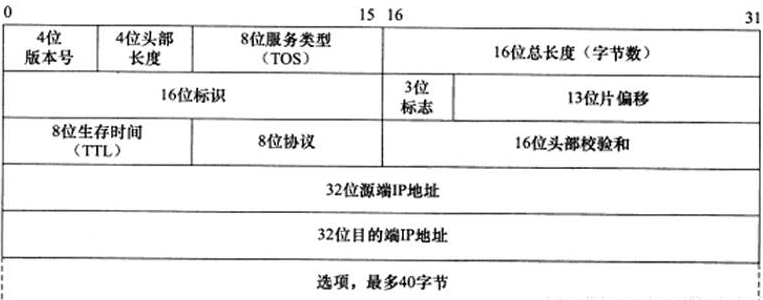 0 15 16 31
4位 4位头部 8位服务类型
版本号 长度 （TOS） 16位总长度（字节数）
16位标识 3位 13位片偏移
标志
8位生存时间 8位协议 16位头部校验和
（TTL）
32位源端IP地址
32位目的端IP地址
选项，最多40字节